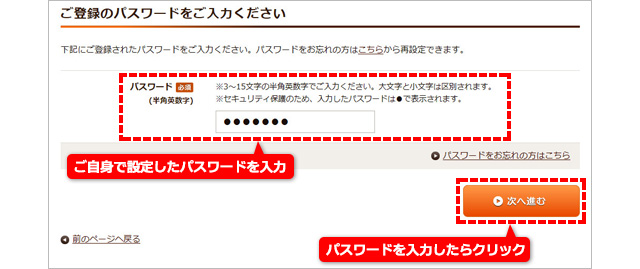 ご登録のパスワードをご入力ください
下記にご登録されたパスワードをご入力ください。パスワードをお忘れの方はこちらから再設定できます。
パスワード 必須
(半角英数字)
※3～15文字の半角英数字でご入力ください。大文字と小文字は区別されます。
※セキュリティ保護のため、入力したパスワードは●で表示されます。
●●●●●●●
ご自身で設定したパスワードを入力
パスワードをお忘れの方はこちら
次へ進む
前のページへ戻る
パスワードを入力したらクリック